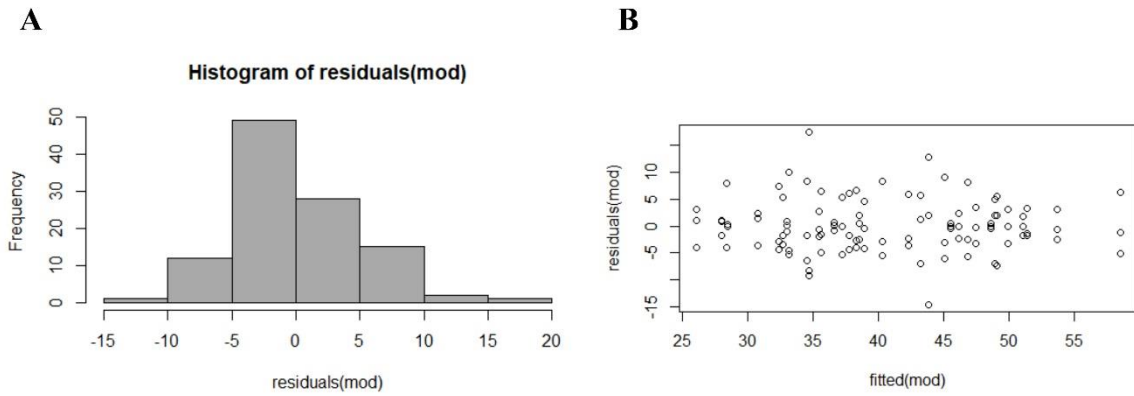 A
Histogram of residuals(mod)
Frequency
50
40
30
20
10
0
-15 -10 -5 0 5 10 15 20
residuals(mod)
B
residuals(mod)
10
5
0
-5
-15
25 30 35 40 45 50 55
fitted(mod)